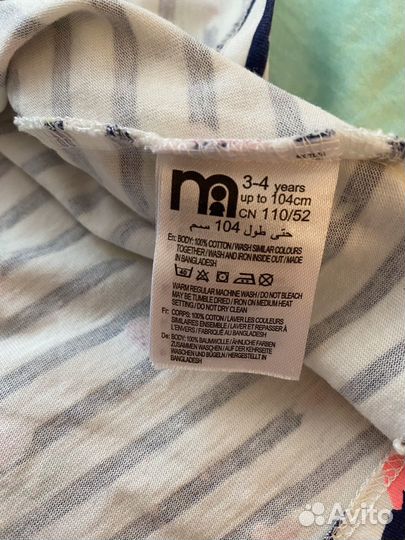 m
3-4 years
up to 104cm
CN 110/52
حتى طول 104 سم
En: BODY: 100% COTTON / WASH SIMILAR COLOURS
TOGETHER / WASH AND IRON INSIDE OUT / MADE
IN BANGLADESH
40
WARM REGULAR MACHINE WASH / DO NOT BLEACH
MAY BE TUMBLE DRIED / IRON ON MEDIUM HEAT
SETTING / DO NOT DRY CLEAN
Fr: CORPS: 100% COTON / LAVER LES COULEURS
SIMILAIRES ENSEMBLE / LAVER ET REPASSER À
L'ENVERS / FABRIQUÉ AU BANGLADESH
De: BODY: 100% BAUMWOLLE / ÄHNLICHE FARBEN
ZUSAMMEN WASCHEN / AUF DER KEHRSEITE
WASCHEN UND BÜGELN / HERGESTELLT IN
BANGLADESH
Avito